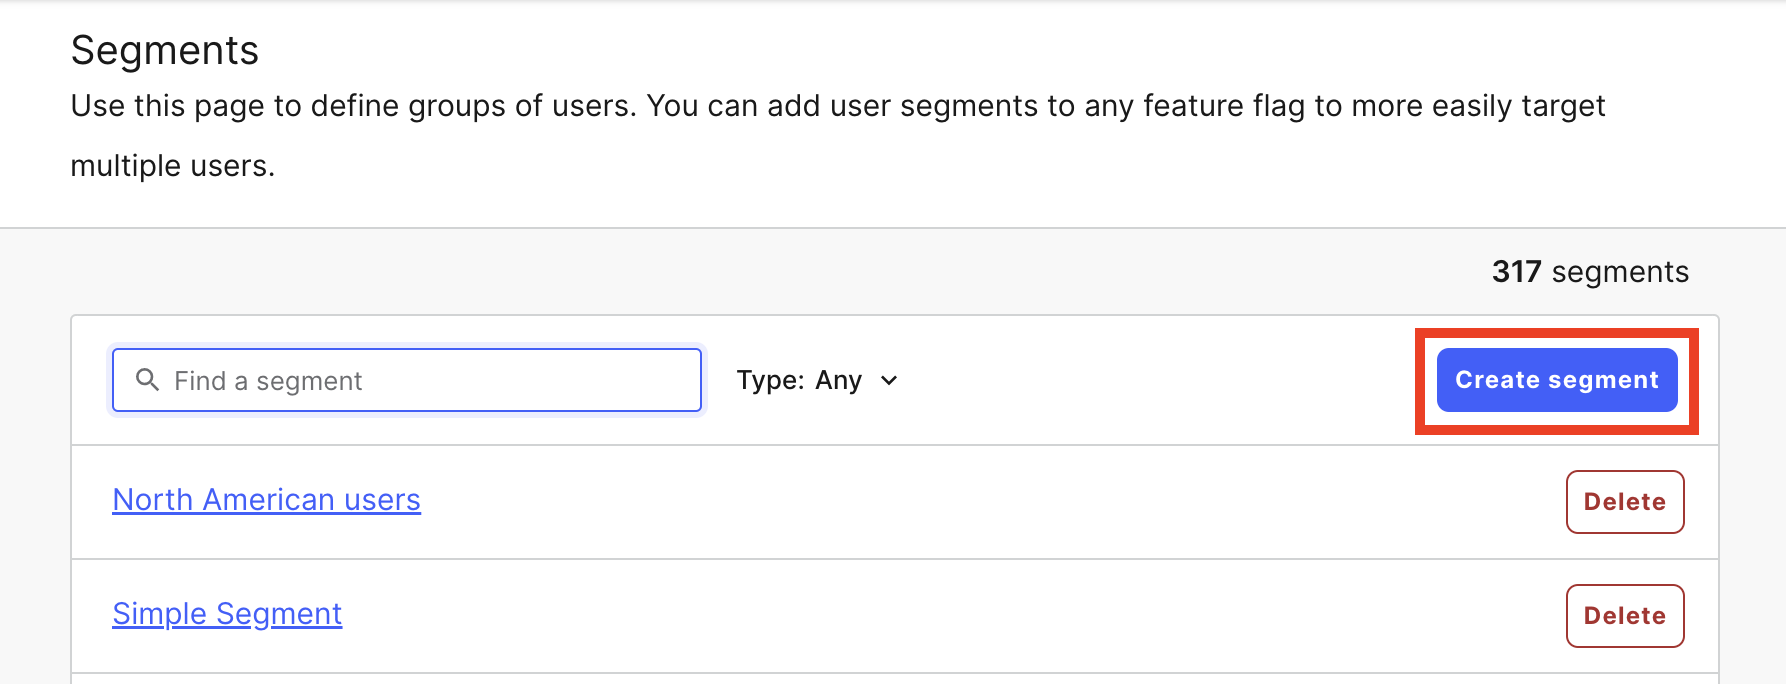 Segments
Use this page to define groups of users. You can add user segments to any feature flag to more easily target
multiple users.
317 segments
Find a segment
Type: Any
Create segment
North American users
Delete
Simple Segment
Delete